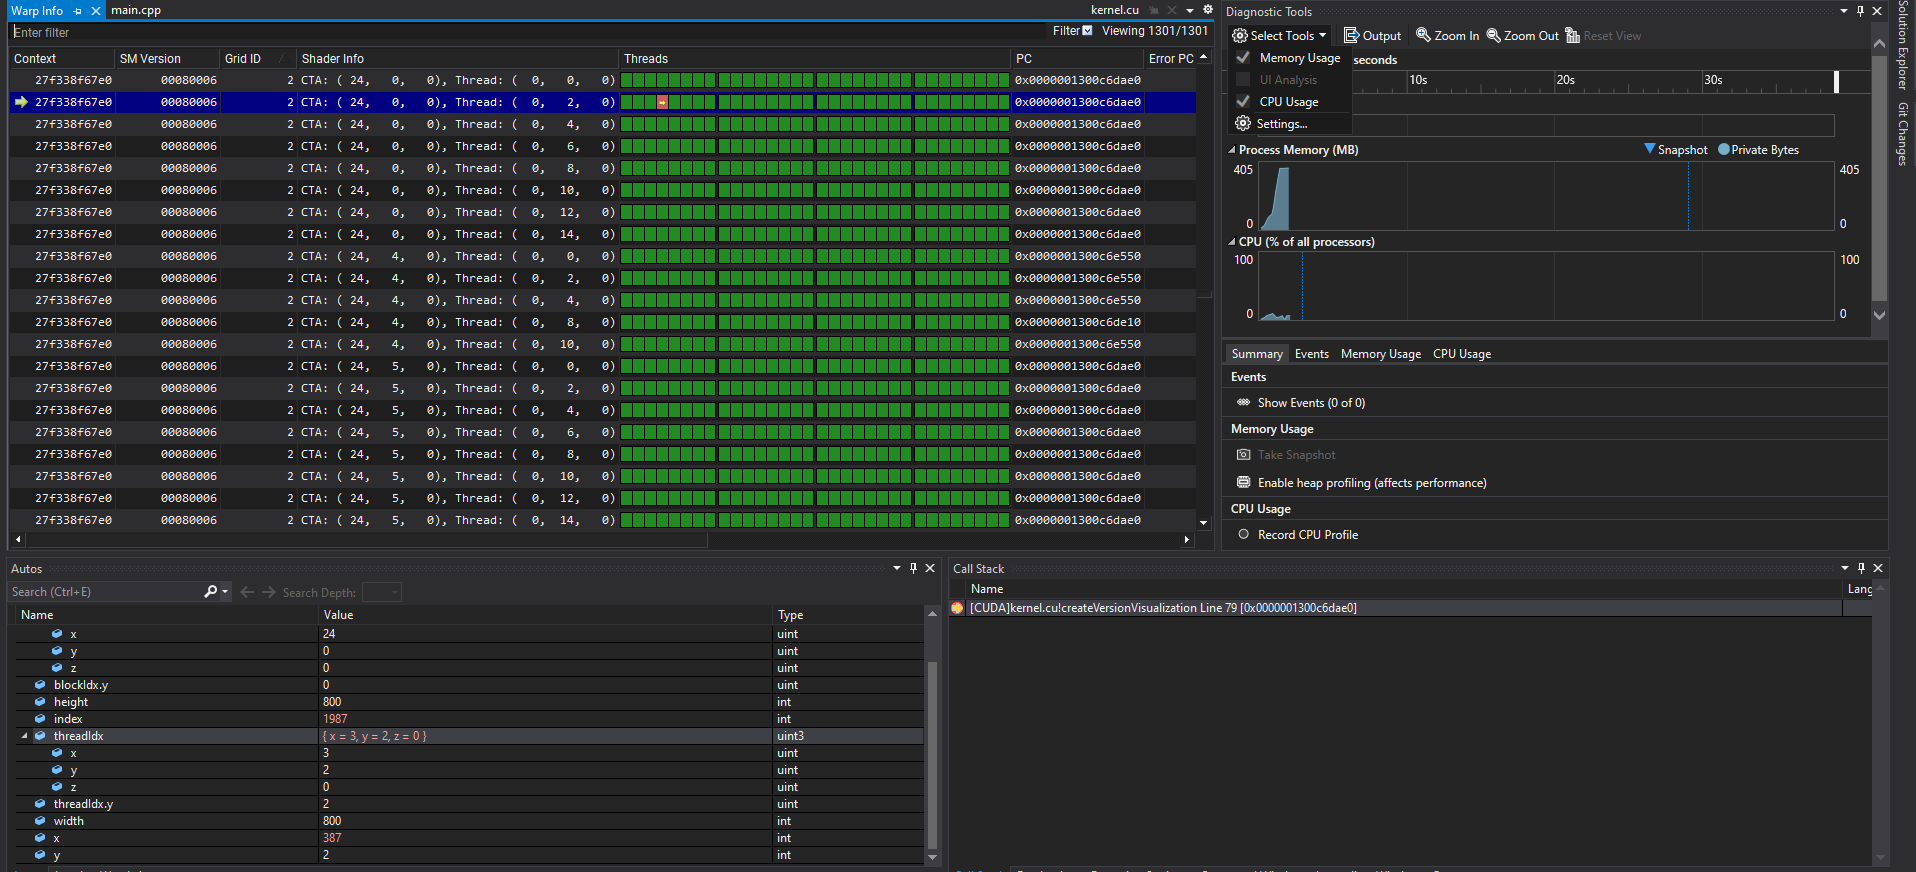 Warp Info
main.cpp
kernel.cu
Enter filter
Filter
Viewing 1301/1301
Context SM Version Grid ID Shader Info Threads PC Error PC
27f338f67e0 00080006 2 CTA: ( 24, 0, 0), Thread: ( 0, 0, 0) 0x0000001300c6dae0
27f338f67e0 00080006 2 CTA: ( 24, 0, 0), Thread: ( 0, 2, 0) 0x0000001300c6dae0
27f338f67e0 00080006 2 CTA: ( 24, 0, 0), Thread: ( 0, 4, 0) 0x0000001300c6dae0
27f338f67e0 00080006 2 CTA: ( 24, 0, 0), Thread: ( 0, 6, 0) 0x0000001300c6dae0
27f338f67e0 00080006 2 CTA: ( 24, 0, 0), Thread: ( 0, 8, 0) 0x0000001300c6dae0
27f338f67e0 00080006 2 CTA: ( 24, 0, 0), Thread: ( 0, 10, 0) 0x0000001300c6dae0
27f338f67e0 00080006 2 CTA: ( 24, 0, 0), Thread: ( 0, 12, 0) 0x0000001300c6dae0
27f338f67e0 00080006 2 CTA: ( 24, 0, 0), Thread: ( 0, 14, 0) 0x0000001300c6dae0
27f338f67e0 00080006 2 CTA: ( 24, 4, 0), Thread: ( 0, 0, 0) 0x0000001300c6e550
27f338f67e0 00080006 2 CTA: ( 24, 4, 0), Thread: ( 0, 2, 0) 0x0000001300c6e550
27f338f67e0 00080006 2 CTA: ( 24, 4, 0), Thread: ( 0, 4, 0) 0x0000001300c6e550
27f338f67e0 00080006 2 CTA: ( 24, 4, 0), Thread: ( 0, 8, 0) 0x0000001300c6de10
27f338f67e0 00080006 2 CTA: ( 24, 4, 0), Thread: ( 0, 10, 0) 0x0000001300c6e550
27f338f67e0 00080006 2 CTA: ( 24, 5, 0), Thread: ( 0, 0, 0) 0x0000001300c6dae0
27f338f67e0 00080006 2 CTA: ( 24, 5, 0), Thread: ( 0, 2, 0) 0x0000001300c6dae0
27f338f67e0 00080006 2 CTA: ( 24, 5, 0), Thread: ( 0, 4, 0) 0x0000001300c6dae0
27f338f67e0 00080006 2 CTA: ( 24, 5, 0), Thread: ( 0, 6, 0) 0x0000001300c6dae0
27f338f67e0 00080006 2 CTA: ( 24, 5, 0), Thread: ( 0, 8, 0) 0x0000001300c6dae0
27f338f67e0 00080006 2 CTA: ( 24, 5, 0), Thread: ( 0, 10, 0) 0x0000001300c6dae0
27f338f67e0 00080006 2 CTA: ( 24, 5, 0), Thread: ( 0, 12, 0) 0x0000001300c6dae0
27f338f67e0 00080006 2 CTA: ( 24, 5, 0), Thread: ( 0, 14, 0) 0x0000001300c6dae0
Diagnostic Tools
Select Tools Output Zoom In Zoom Out Reset View
Memory Usage
UI Analysis
CPU Usage
Settings...
seconds
10s 20s 30s
Process Memory (MB) Snapshot Private Bytes
405 405
0 0
CPU (% of all processors)
100 100
0 0
Summary Events Memory Usage CPU Usage
Events
Show Events (0 of 0)
Memory Usage
Take Snapshot
Enable heap profiling (affects performance)
CPU Usage
Record CPU Profile
Solution Explorer
Git Changes
Autos
Search (Ctrl+E)
Search Depth:
Name Value Type
x 24 uint
y 0 uint
z 0 uint
blockIdx.y 0 uint
height 800 int
index 1987 int
threadIdx { x = 3, y = 2, z = 0 } uint3
x 3 uint
y 2 uint
z 0 uint
threadIdx.y 2 uint
width 800 int
x 387 int
y 2 int
Call Stack
Name Lang
[CUDA]kernel.cu!createVersionVisualization Line 79 [0x0000001300c6dae0]